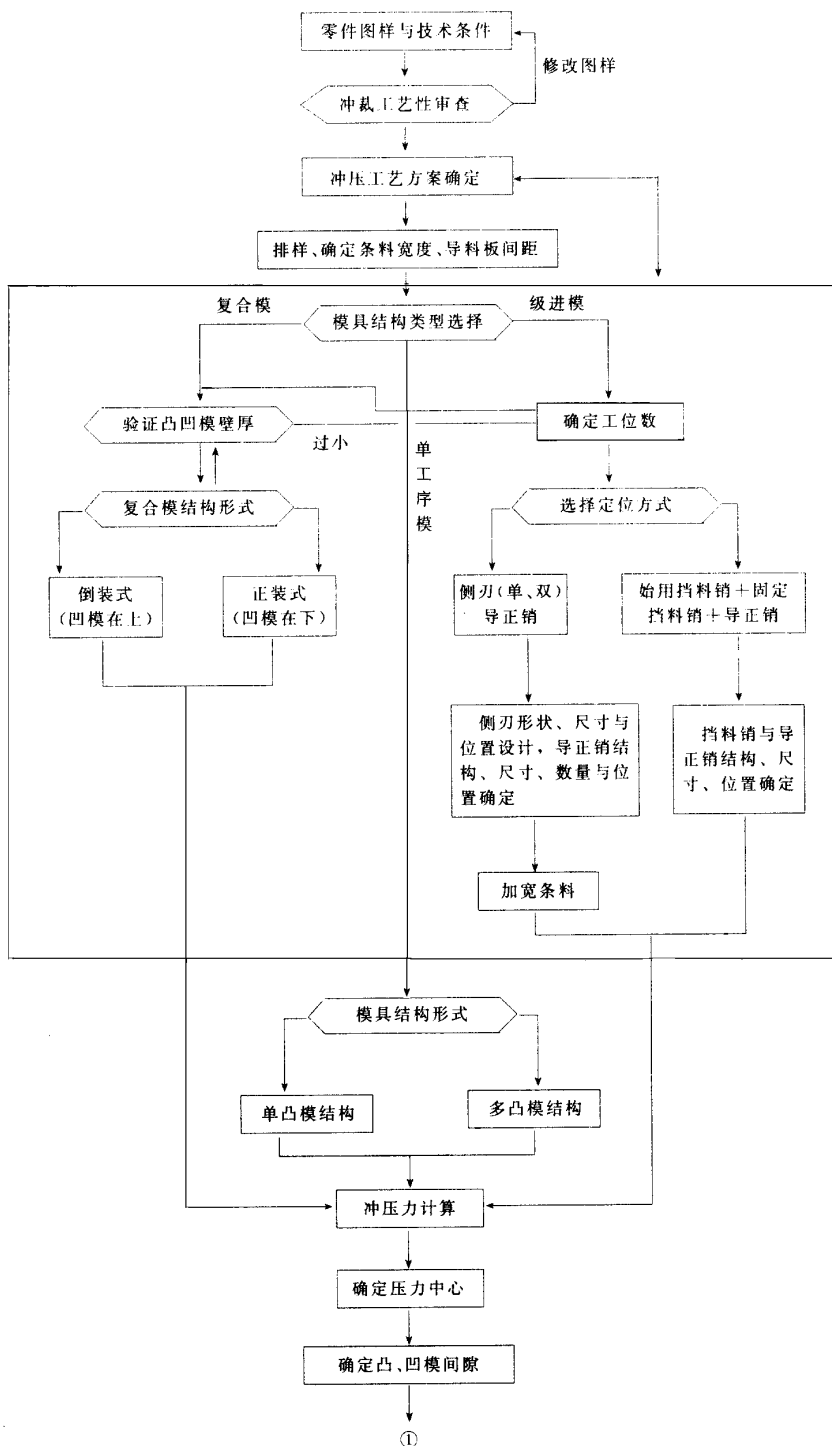 零件图样与技术条件
修改图样
冲裁工艺性审查
冲压工艺方案确定
排样、确定条料宽度、导料板间距
复合模
级进模
模具结构类型选择
验证凸凹模壁厚
过小
确定工位数
单
工
序
模
复合模结构形式
选择定位方式
倒装式
(凹模在上)
正装式
(凹模在下)
侧刃(单、双)
导正销
始用挡料销+固定
挡料销+导正销
侧刃形状、尺寸与
位置设计,导正销结
构、尺寸、数量与位
置确定
挡料销与导
正销结构、尺
寸、位置确定
加宽条料
模具结构形式
单凸模结构
多凸模结构
冲压力计算
确定压力中心
确定凸、凹模间隙
①